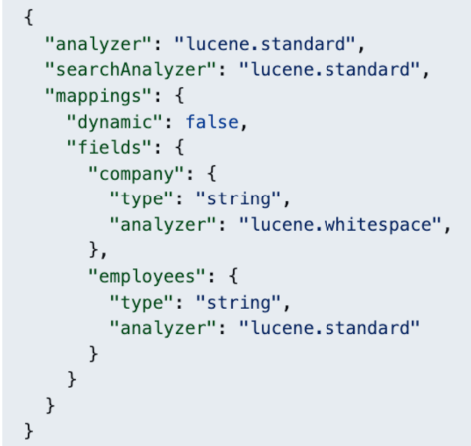 {
  "analyzer": "lucene.standard",
  "searchAnalyzer": "lucene.standard",
  "mappings": {
    "dynamic": false,
    "fields": {
      "company": {
        "type": "string",
        "analyzer": "lucene.whitespace",
      },
      "employees": {
        "type": "string",
        "analyzer": "lucene.standard"
      }
    }
  }
}